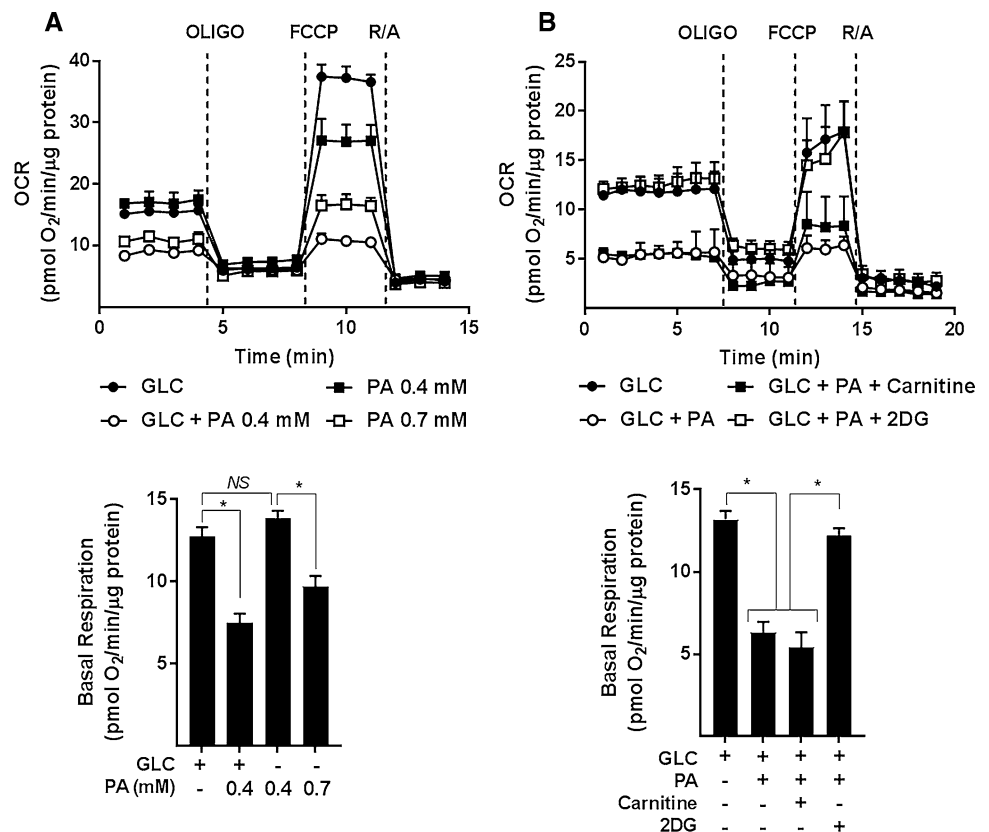 A
OLIGO FCCP R/A
OCR
(pmol O2/min/µg protein)
40
30
20
10
0 5 10 15
Time (min)
GLC PA 0.4 mM
GLC + PA 0.4 mM PA 0.7 mM
B
OLIGO FCCP R/A
OCR
(pmol O2/min/µg protein)
25
20
15
10
5
0 5 10 15 20
Time (min)
GLC GLC + PA + Carnitine
GLC + PA GLC + PA + 2DG
Basal Respiration
(pmol O2/min/µg protein)
15
10
5
NS *
*
GLC + + - -
PA (mM) - 0.4 0.4 0.7
Basal Respiration
(pmol O2/min/µg protein)
15
10
5
* *
GLC + + + +
PA - + + +
Carnitine - - + -
2DG - - - +